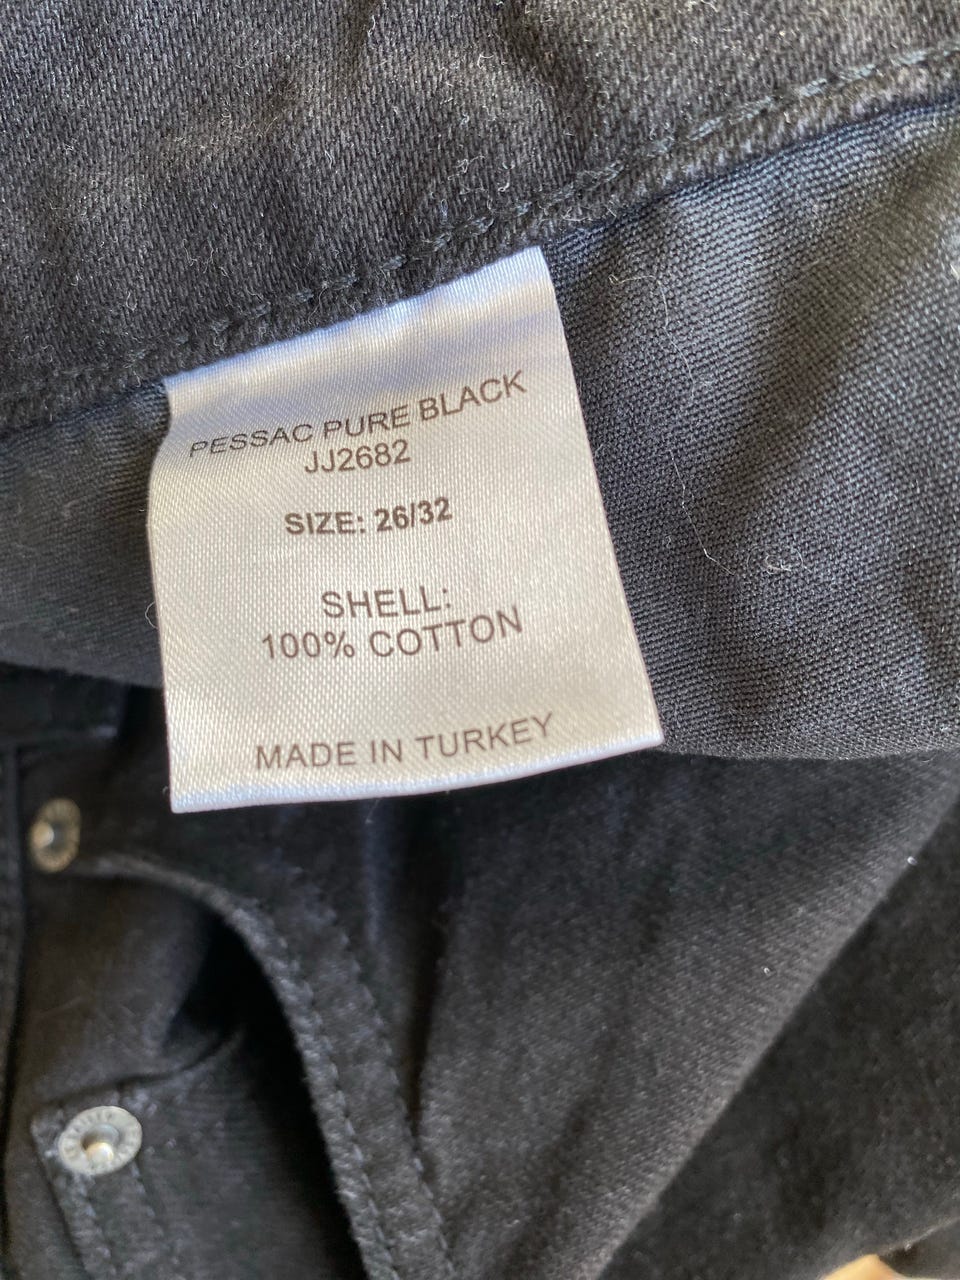 PESSAC PURE BLACK
JJ2682
SIZE: 26/32
SHELL:
100% COTTON
MADE IN TURKEY